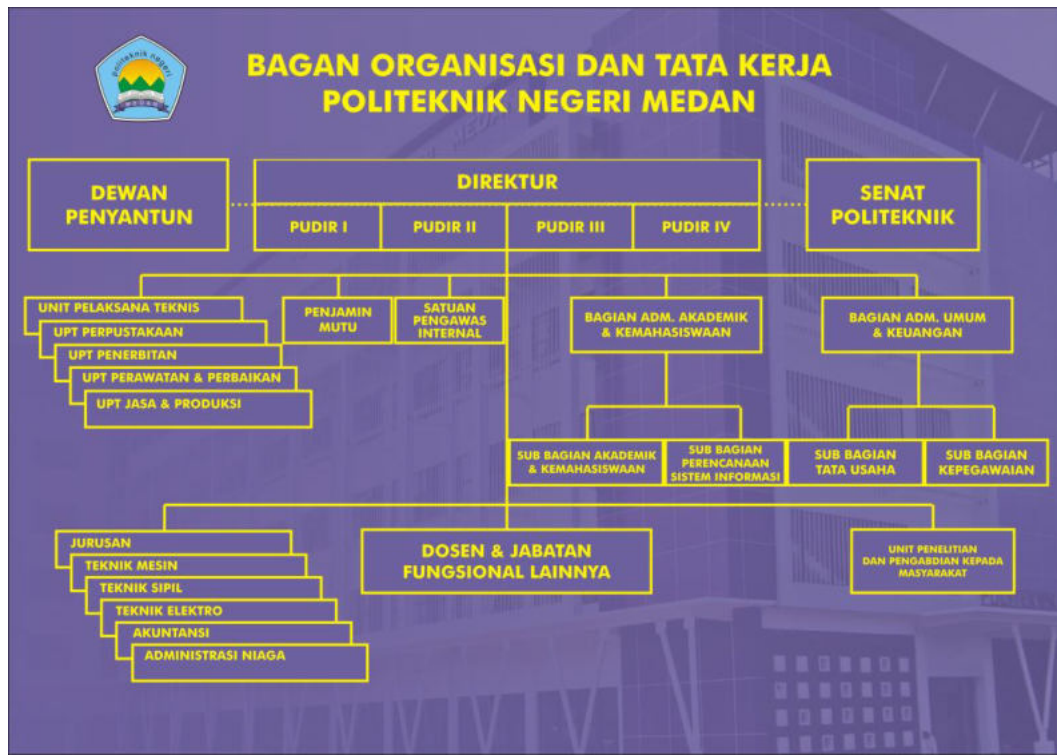 politeknik negeri
MEDAN
BAGAN ORGANISASI DAN TATA KERJA
POLITEKNIK NEGERI MEDAN
DEWAN
PENYANTUN
DIREKTUR
SENAT
POLITEKNIK
PUDIR I
PUDIR II
PUDIR III
PUDIR IV
UNIT PELAKSANA TEKNIS
UPT PERPUSTAKAAN
UPT PENERBITAN
UPT PERAWATAN & PERBAIKAN
UPT JASA & PRODUKSI
PENJAMIN
MUTU
SATUAN
PENGAWAS
INTERNAL
BAGIAN ADM. AKADEMIK
& KEMAHASISWAAN
BAGIAN ADM. UMUM
& KEUANGAN
SUB BAGIAN AKADEMIK
& KEMAHASISWAAN
SUB BAGIAN
PERENCANAAN
SISTEM INFORMASI
SUB BAGIAN
TATA USAHA
SUB BAGIAN
KEPEGAWAIAN
JURUSAN
TEKNIK MESIN
TEKNIK SIPIL
TEKNIK ELEKTRO
AKUNTANSI
ADMINISTRASI NIAGA
DOSEN & JABATAN
FUNGSIONAL LAINNYA
UNIT PENELITIAN
DAN PENGABDIAN KEPADA
MASYARAKAT